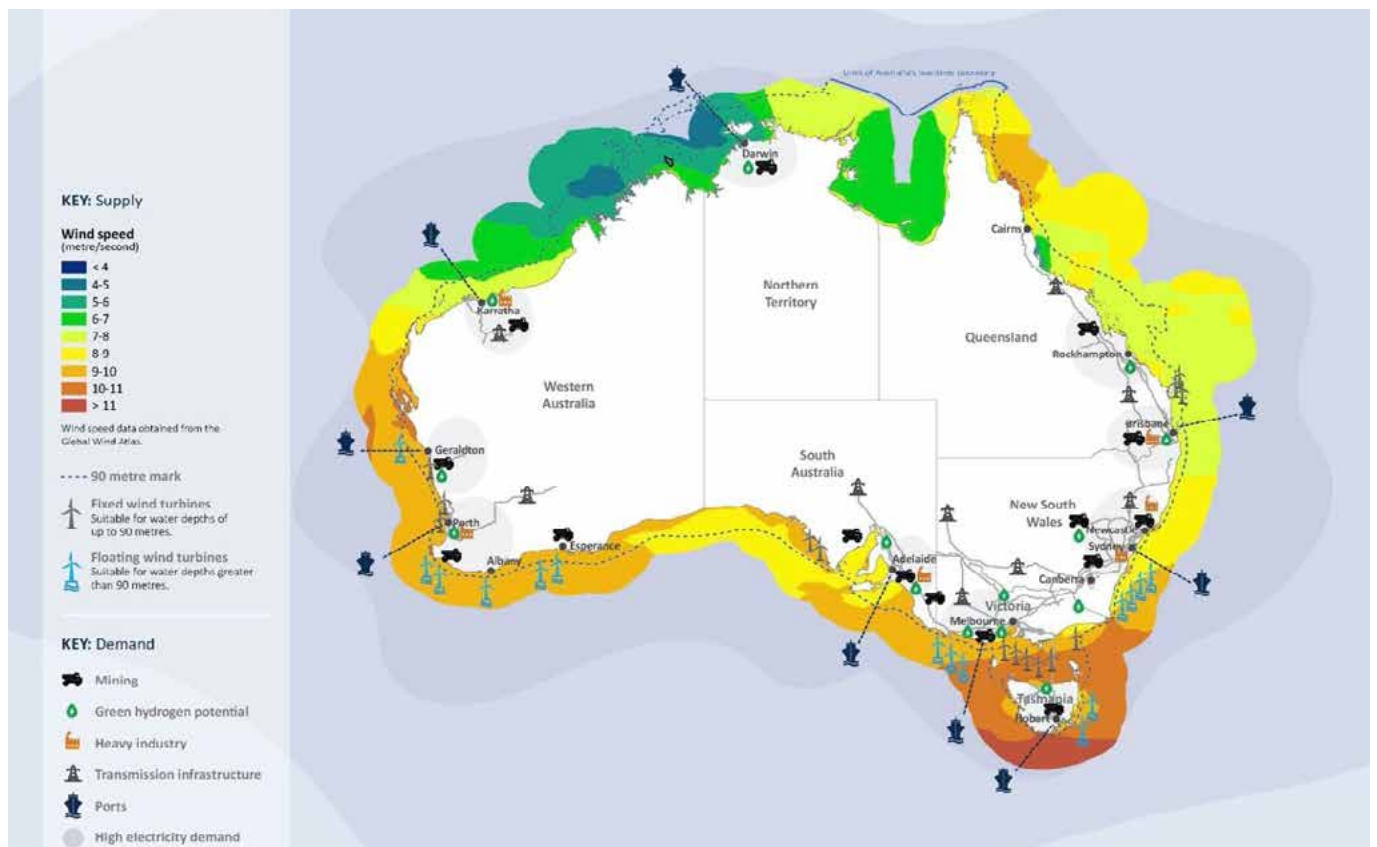 Limit of Australia's maritime boundary
Darwin
KEY: Supply
Wind speed
(metre/second)
< 4
4-5
5-6
6-7
7-8
8-9
9-10
10-11
> 11
Wind speed data obtained from the
Global Wind Atlas.
90 metre mark
Fixed wind turbines
Suitable for water depths of
up to 90 metres.
Floating wind turbines
Suitable for water depths greater
than 90 metres.
KEY: Demand
Mining
Green hydrogen potential
Heavy industry
Transmission infrastructure
Ports
High electricity demand
Cairns
Northern
Territory
Karratha
Queensland
Rockhampton
Western
Australia
Brisbane
Geraldton
South
Australia
New South
Wales
Newcastle
Perth
Sydney
Esperance
Albany
Adelaide
Canberra
Victoria
Melbourne
Tasmania
Hobart